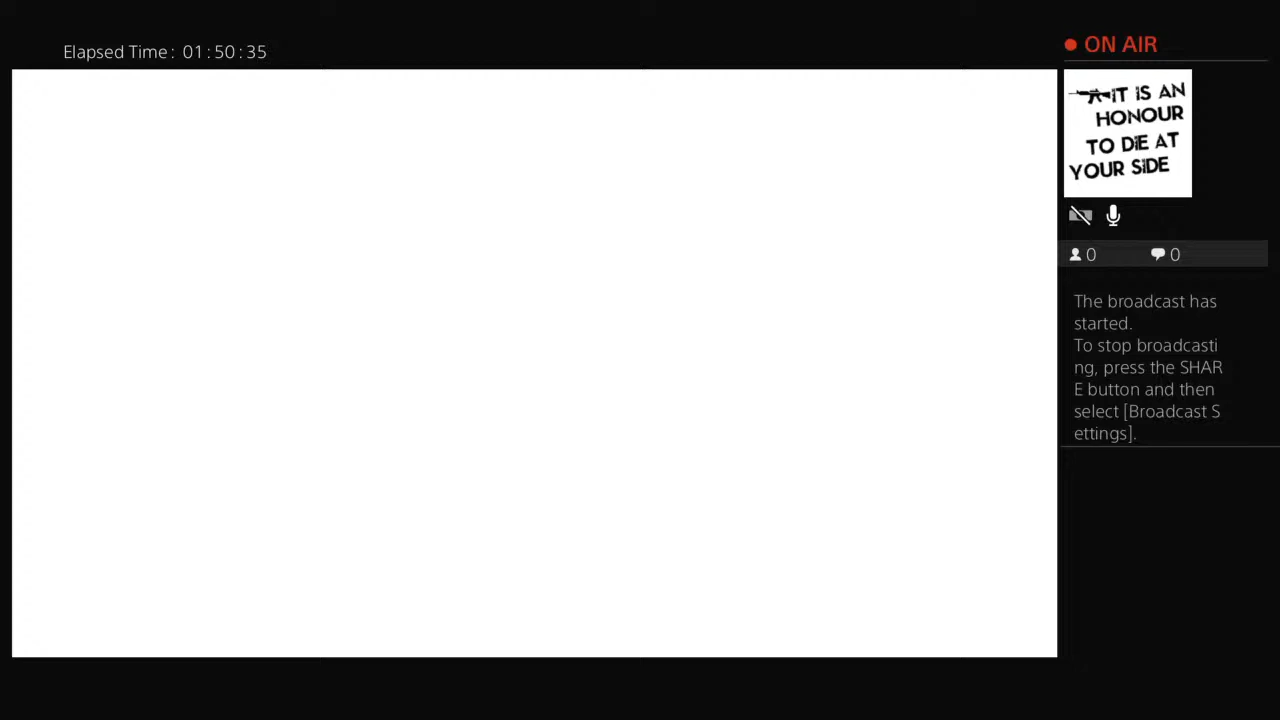 Elapsed Time: 01:50:35
ON AIR
IT IS AN
HONOUR
TO DIE AT
YOUR SIDE
0
0
The broadcast has
started.
To stop broadcasti
ng, press the SHAR
E button and then
select [Broadcast S
ettings].